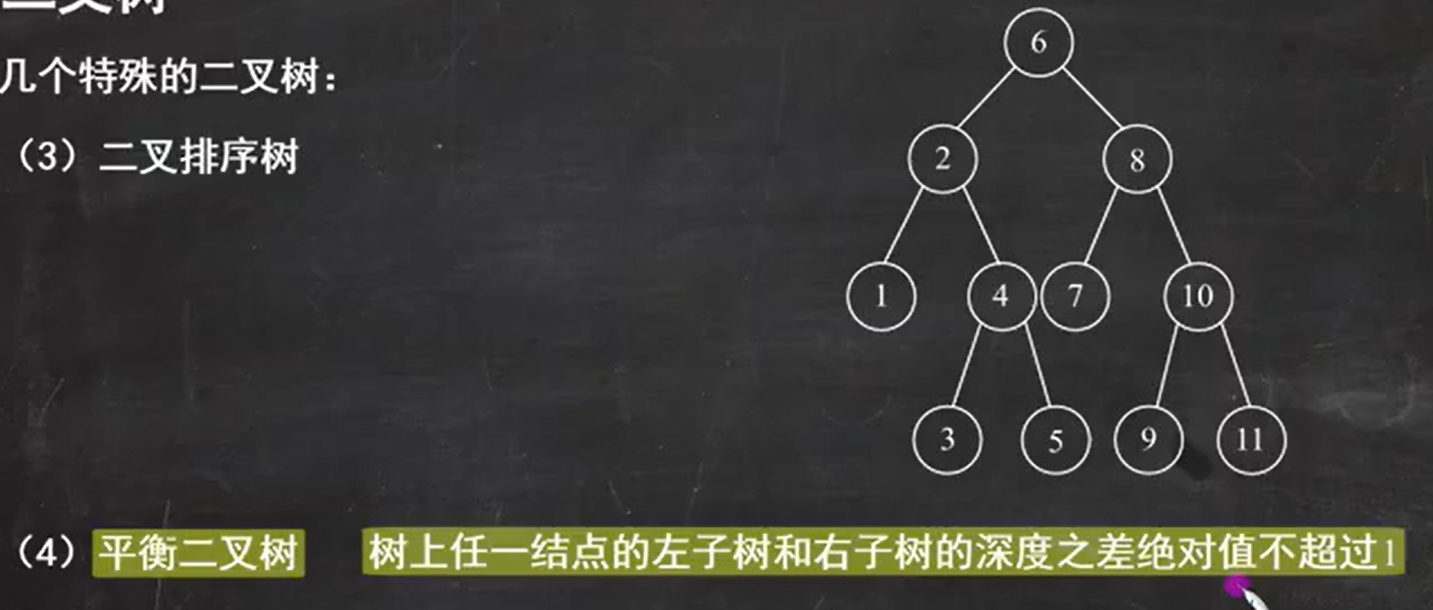 二叉树
几个特殊的二叉树：
（3）二叉排序树
6
2 8
1 4 7 10
3 5 9 11
（4）平衡二叉树 树上任一结点的左子树和右子树的深度之差绝对值不超过1